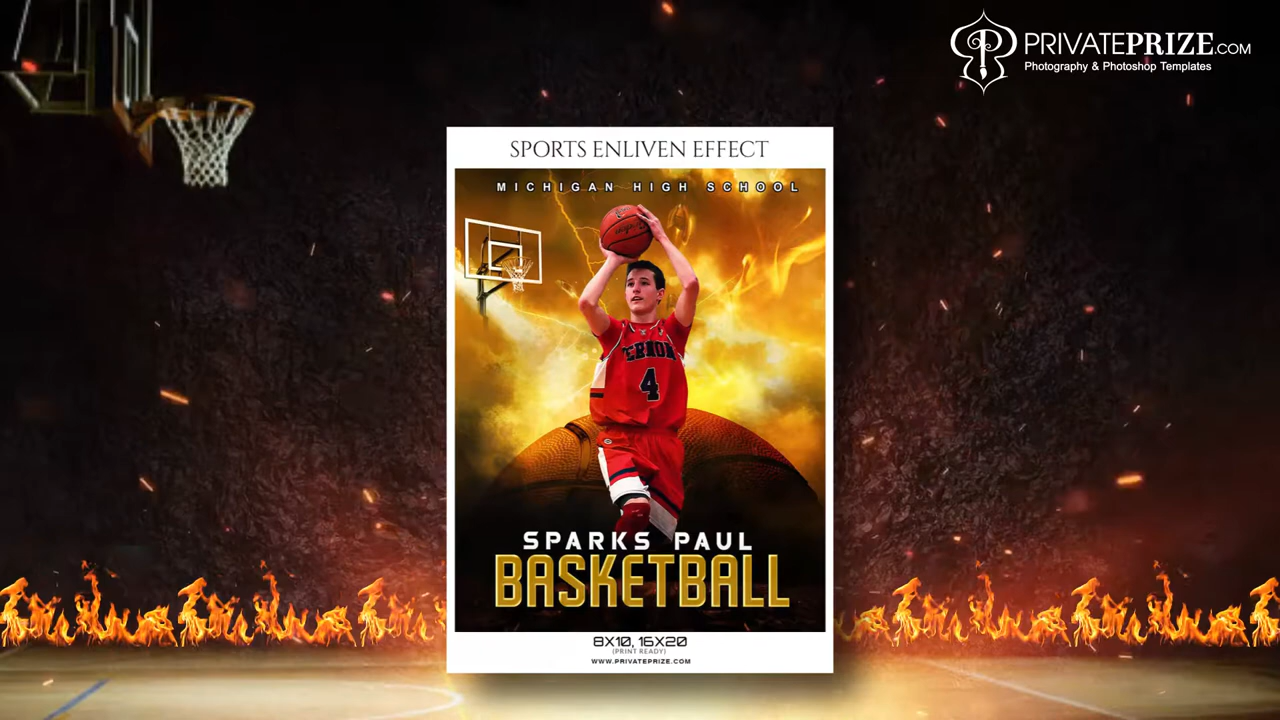 PRIVATEPRIZE.COM
Photography & Photoshop Templates
SPORTS ENLIVEN EFFECT
MICHIGAN HIGH SCHOOL
VERNON
4
SPARKS PAUL
BASKETBALL
8X10, 16X20
(PRINT READY)
WWW.PRIVATEPRIZE.COM